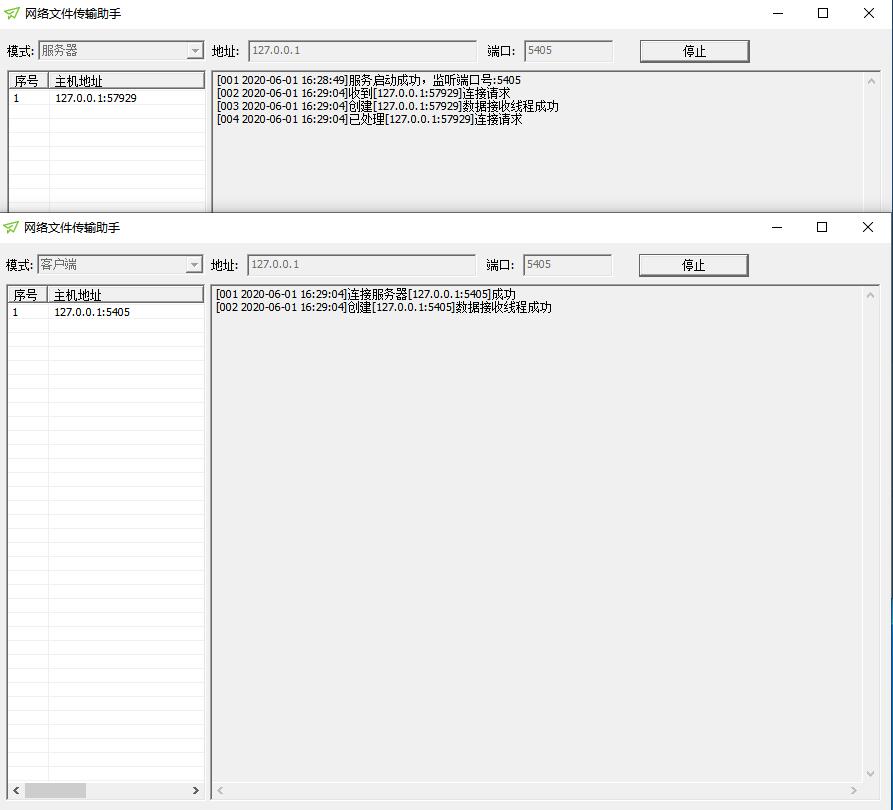 网络文件传输助手
模式: 服务器 地址: 127.0.0.1 端口: 5405 停止
序号 主机地址
1 127.0.0.1:57929
[001 2020-06-01 16:28:49]服务启动成功，监听端口号:5405
[002 2020-06-01 16:29:04]收到[127.0.0.1:57929]连接请求
[003 2020-06-01 16:29:04]创建[127.0.0.1:57929]数据接收线程成功
[004 2020-06-01 16:29:04]已处理[127.0.0.1:57929]连接请求
网络文件传输助手
模式: 客户端 地址: 127.0.0.1 端口: 5405 停止
序号 主机地址
1 127.0.0.1:5405
[001 2020-06-01 16:29:04]连接服务器[127.0.0.1:5405]成功
[002 2020-06-01 16:29:04]创建[127.0.0.1:5405]数据接收线程成功